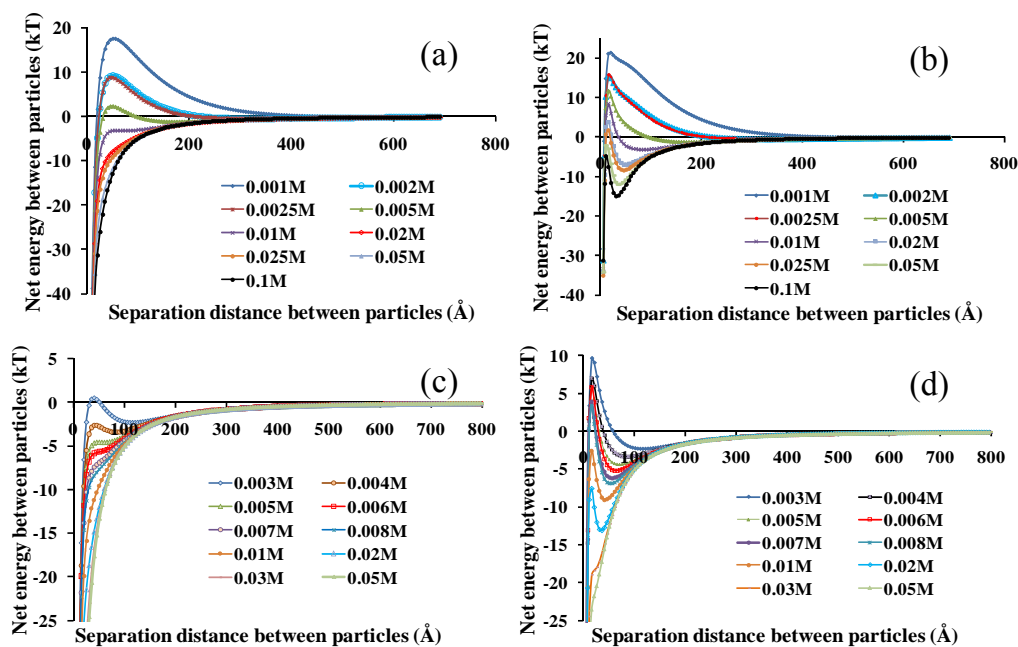 Net energy between particles (kT)
20
10
0
-10
-20
-30
-40
0
200
400
600
800
(a)
0.001M 0.002M
0.0025M 0.005M
0.01M 0.02M
0.025M 0.05M
0.1M
Separation distance between particles (Å)
Net energy between particles (kT)
20
10
0
-10
-20
-30
-40
0
200
400
600
800
(b)
0.001M 0.002M
0.0025M 0.005M
0.01M 0.02M
0.025M 0.05M
0.1M
Separation distance between particles (Å)
Net energy between particles (kT)
5
0
-5
-10
-15
-20
-25
0
100
200
300
400
500
600
700
800
(c)
0.003M 0.004M
0.005M 0.006M
0.007M 0.008M
0.01M 0.02M
0.03M 0.05M
Separation distance between particles (Å)
Net energy between particles (kT)
10
5
0
-5
-10
-15
-20
-25
0
100
200
300
400
500
600
700
800
(d)
0.003M 0.004M
0.005M 0.006M
0.007M 0.008M
0.01M 0.02M
0.03M 0.05M
Separation distance between particles (Å)